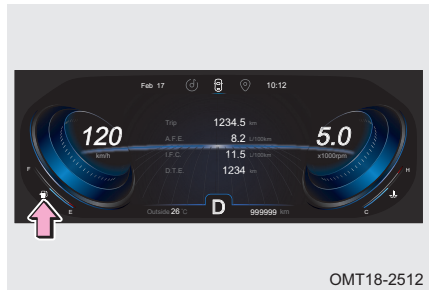 Feb 17 10:12
Trip 1234.5 km
A.F.E. 8.2 L/100km
I.F.C. 11.5 L/100km
D.T.E. 1234 km
120
km/h
5.0
x1000rpm
F
E
H
C
Outside 26 °C
D
999999 km
OMT18-2512